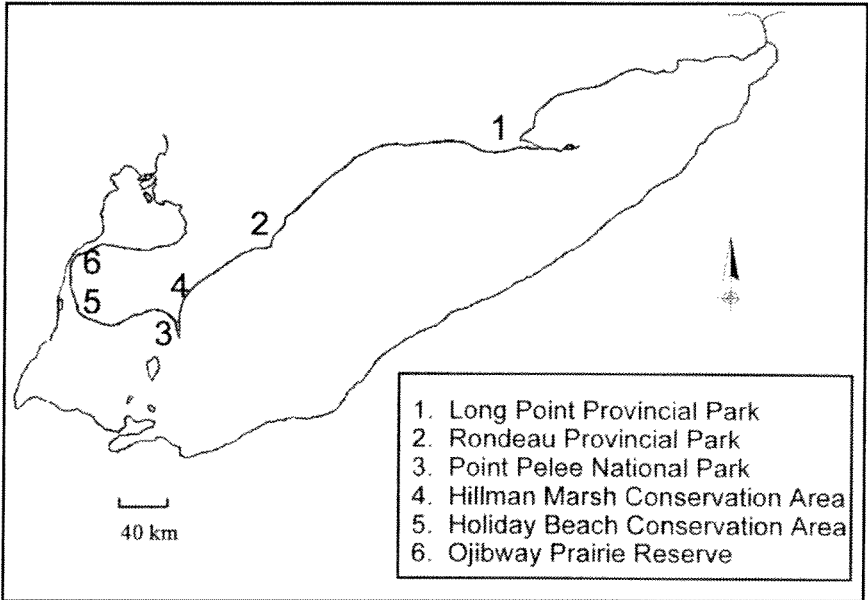 1
2
6
4
5
3
1. Long Point Provincial Park
2. Rondeau Provincial Park
3. Point Pelee National Park
4. Hillman Marsh Conservation Area
5. Holiday Beach Conservation Area
6. Ojibway Prairie Reserve
40 km